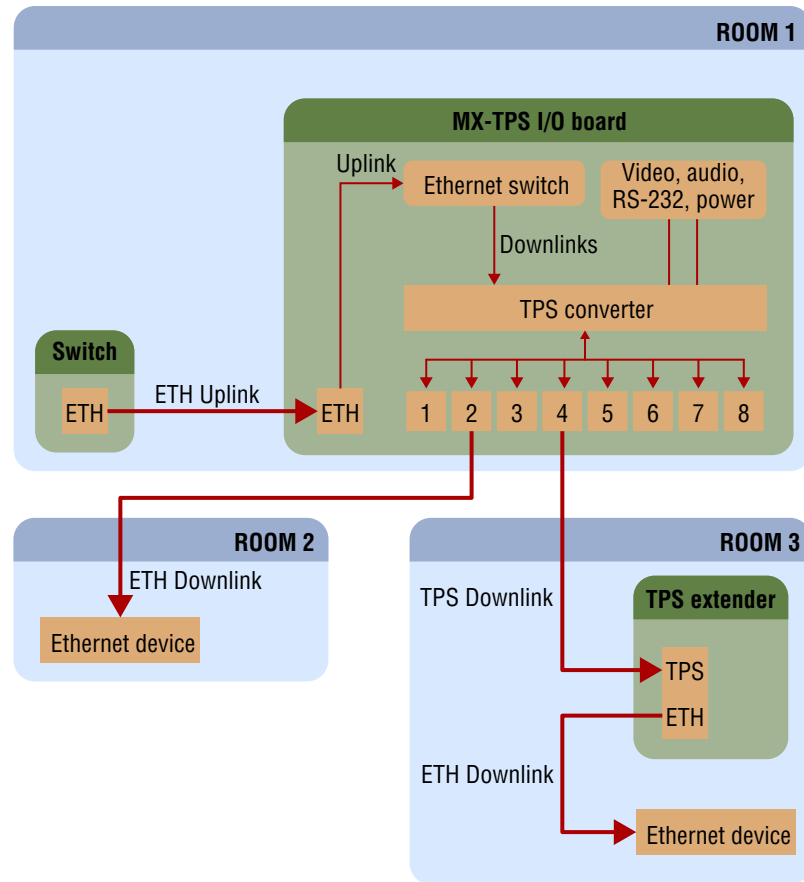 ROOM 1
MX-TPS I/O board
Uplink
Ethernet switch
Video, audio,
RS-232, power
Downlinks
TPS converter
Switch
ETH
ETH Uplink
ETH
1 2 3 4 5 6 7 8
ROOM 2
ETH Downlink
Ethernet device
ROOM 3
TPS Downlink
TPS extender
TPS
ETH
ETH Downlink
Ethernet device